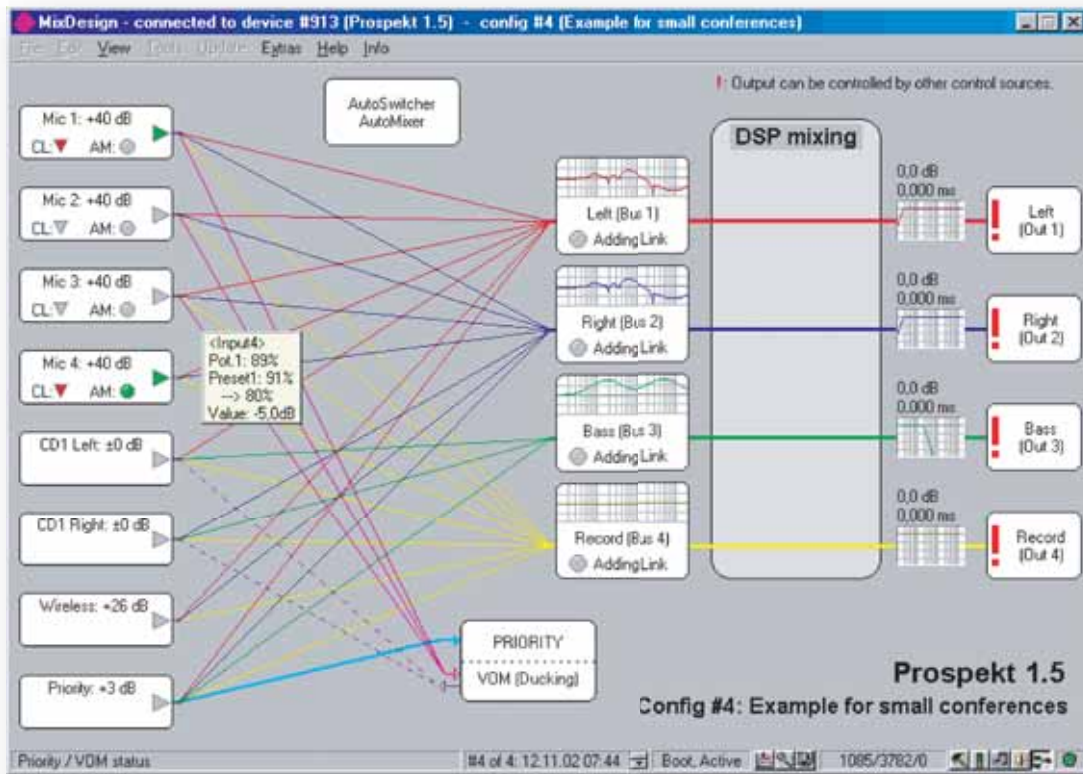 MixDesign - connected to device #913 (Prospekt 1.5) - config #4 (Example for small conferences)
File Edit View Tools Update Extras Help Info
!: Output can be controlled by other control sources.
AutoSwitcher
AutoMixer
DSP mixing
Mic 1: +40 dB
CL: AM:
Mic 2: +40 dB
CL: AM:
Mic 3: +40 dB
CL: AM:
Mic 4: +40 dB
CL: AM:
CD1 Left: ±0 dB
CD1 Right: ±0 dB
Wireless: +26 dB
Priority: +3 dB
<Input4>
Pot.1: 89%
Preset1: 91%
--> 80%
Value: -5,0dB
Left (Bus 1)
AddingLink
Right (Bus 2)
AddingLink
Bass (Bus 3)
AddingLink
Record (Bus 4)
AddingLink
PRIORITY
VOM (Ducking)
0,0 dB
0,000 ms
Left
(Out 1)
0,0 dB
0,000 ms
Right
(Out 2)
0,0 dB
0,000 ms
Bass
(Out 3)
0,0 dB
0,000 ms
Record
(Out 4)
Prospekt 1.5
Config #4: Example for small conferences
Priority / VOM status
#4 of 4: 12.11.02 07:44
Boot, Active
1085/3782/0